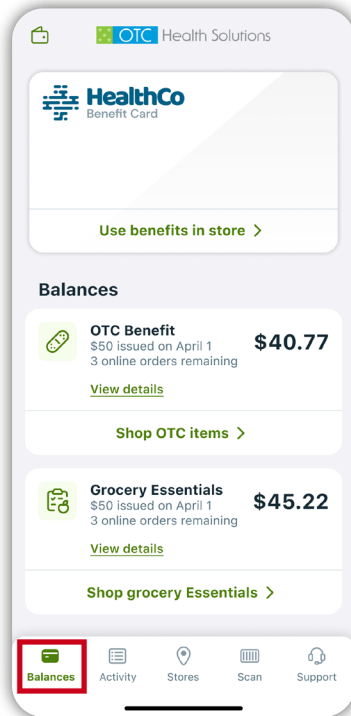 OTC Health Solutions
HealthCo
Benefit Card
Use benefits in store >
Balances
OTC Benefit
$50 issued on April 1
3 online orders remaining
$40.77
View details
Shop OTC items >
Grocery Essentials
$50 issued on April 1
3 online orders remaining
$45.22
View details
Shop grocery Essentials >
Balances
Activity
Stores
Scan
Support